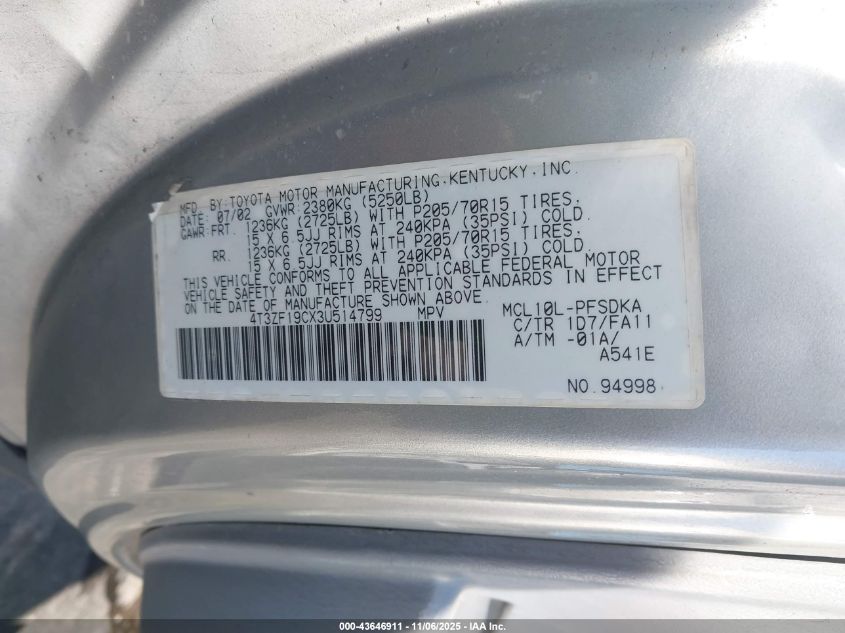 MFD. BY: TOYOTA MOTOR MANUFACTURING, KENTUCKY, INC.
DATE: 07/02 GVWR: 2380KG (5250LB)
GAWR: FRT. 1236KG (2725LB) WITH P205/70R15 TIRES,
15 X 6.5JJ RIMS AT 240KPA (35PSI) COLD.
RR. 1236KG (2725LB) WITH P205/70R15 TIRES,
15 X 6.5JJ RIMS AT 240KPA (35PSI) COLD.
THIS VEHICLE CONFORMS TO ALL APPLICABLE FEDERAL MOTOR
VEHICLE SAFETY AND THEFT PREVENTION STANDARDS IN EFFECT
ON THE DATE OF MANUFACTURE SHOWN ABOVE.
4T3ZF19CX3U514799 MPV
MCL10L-PFSDKA
C/TR 1D7/FA11
A/TM -01A/
A541E
NO. 94998
000-43646911 - 11/06/2025 - IAA Inc.